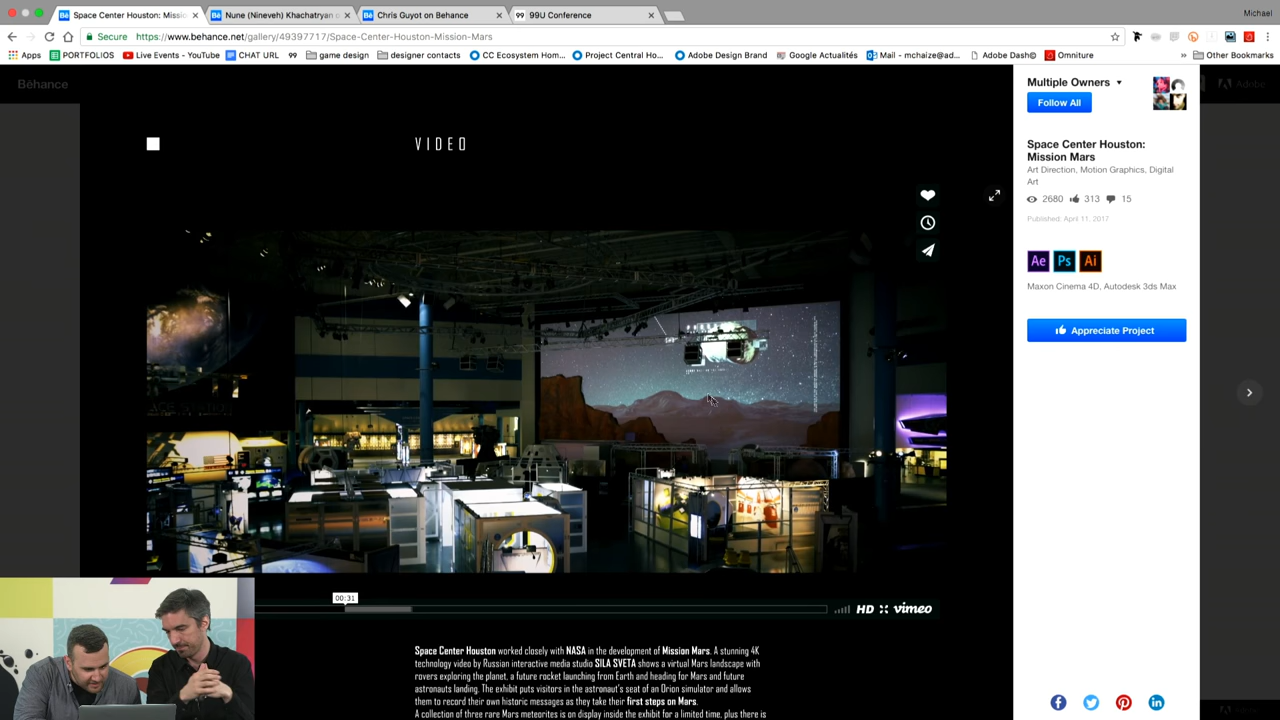 Space Center Houston: Missi
Nune (Nineveh) Khachatryan
Chris Guyot on Behance
99 99U Conference
Michael
Secure https://www.behance.net/gallery/49397717/Space-Center-Houston-Mission-Mars
Apps
PORTFOLIOS
Live Events - YouTube
CHAT URL
99
game design
designer contacts
CC Ecosystem Hom...
Project Central Ho...
Adobe Design Brand
Google Actualités
Mail - mchaize@ad...
Adobe Dash©
Omniture
»
Other Bookmarks
Bēhance
Adobe
VIDEO
00:31
HD vimeo
Space Center Houston worked closely with NASA in the development of Mission Mars. A stunning 4K
technology video by Russian interactive media studio SILA SVETA shows a virtual Mars landscape with
rovers exploring the planet, a future rocket launching from Earth and heading for Mars and future
astronauts landing. The exhibit puts visitors in the astronaut's seat of an Orion simulator and allows
them to record their own historic messages as they take their first steps on Mars.
A collection of three rare Mars meteorites is on display inside the exhibit for a limited time, plus there is
Multiple Owners
Follow All
Space Center Houston:
Mission Mars
Art Direction, Motion Graphics, Digital
Art
2680 313 15
Published: April 11, 2017
Ae Ps Ai
Maxon Cinema 4D, Autodesk 3ds Max
Appreciate Project